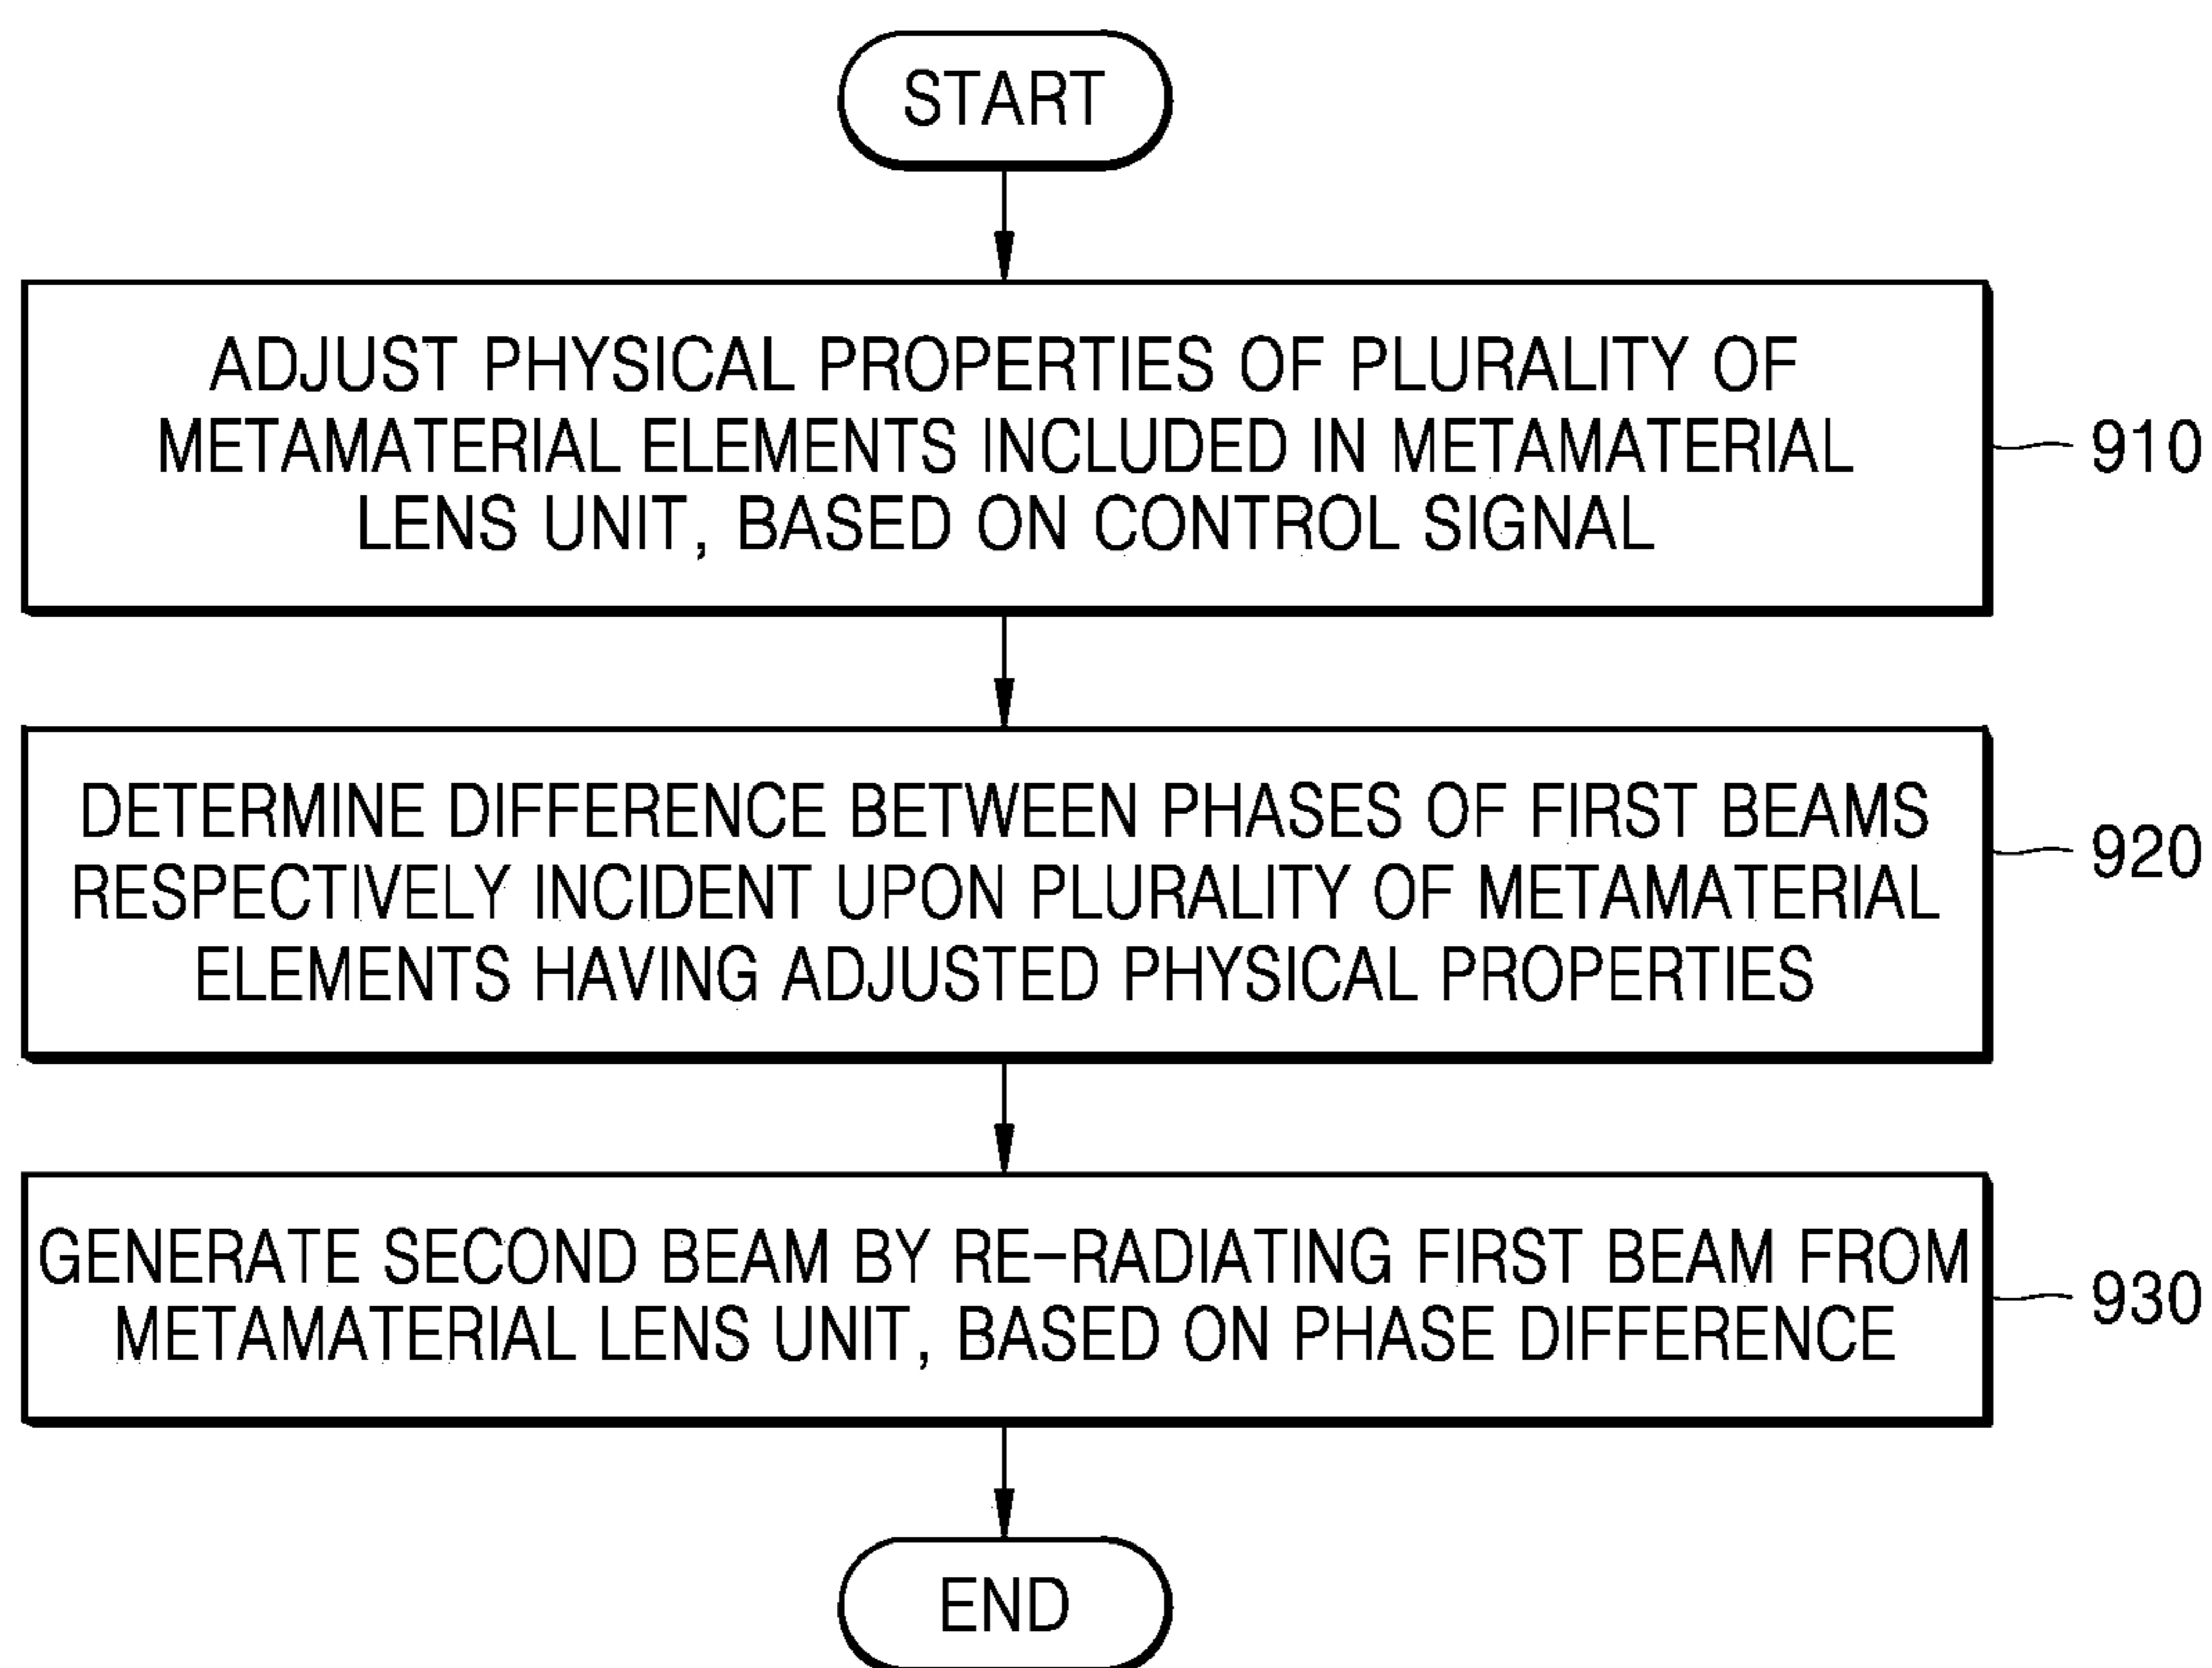 START
ADJUST PHYSICAL PROPERTIES OF PLURALITY OF
METAMATERIAL ELEMENTS INCLUDED IN METAMATERIAL
LENS UNIT, BASED ON CONTROL SIGNAL
910
DETERMINE DIFFERENCE BETWEEN PHASES OF FIRST BEAMS
RESPECTIVELY INCIDENT UPON PLURALITY OF METAMATERIAL
ELEMENTS HAVING ADJUSTED PHYSICAL PROPERTIES
920
GENERATE SECOND BEAM BY RE-RADIATING FIRST BEAM FROM
METAMATERIAL LENS UNIT, BASED ON PHASE DIFFERENCE
930
END